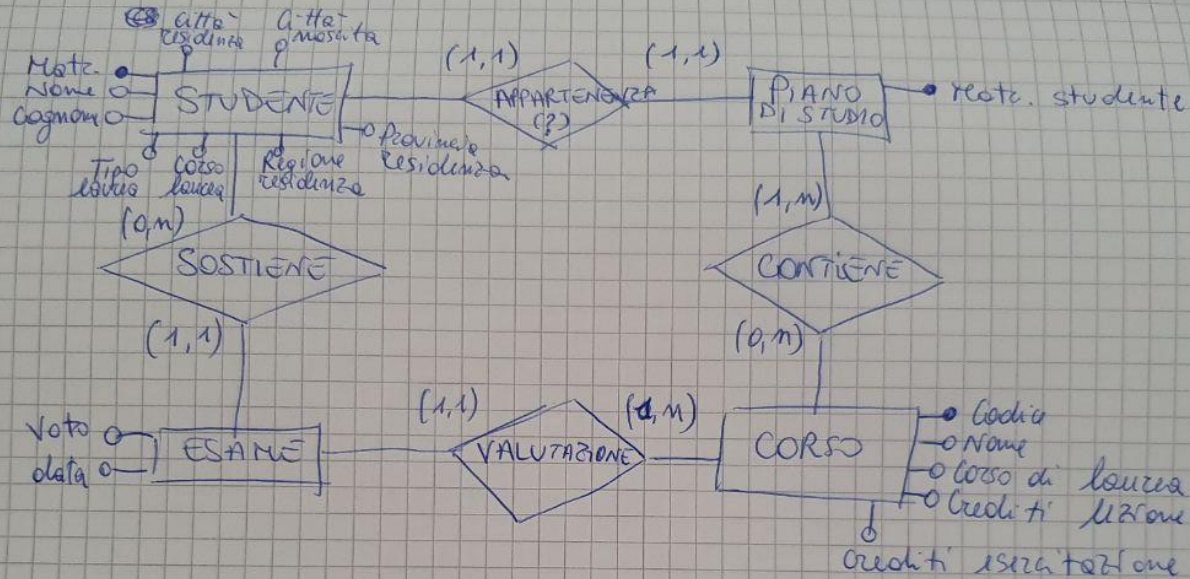 città residenza
Città nascita
Matr.
Nome
Cognome
STUDENTE
Tipo laurea
Corso laurea
Regione residenza
Provincia residenza
(1,1)
APPARTENENZA (?)
(1,1)
PIANO DI STUDIO
Matr. studente
(0,n)
SOSTIENE
(1,1)
(1,n)
CONTIENE
(0,n)
Voto
data
ESAME
(1,1)
VALUTAZIONE
CORSO
Codice
Nome
Corso di laurea
Crediti lezione
Crediti esercitazione